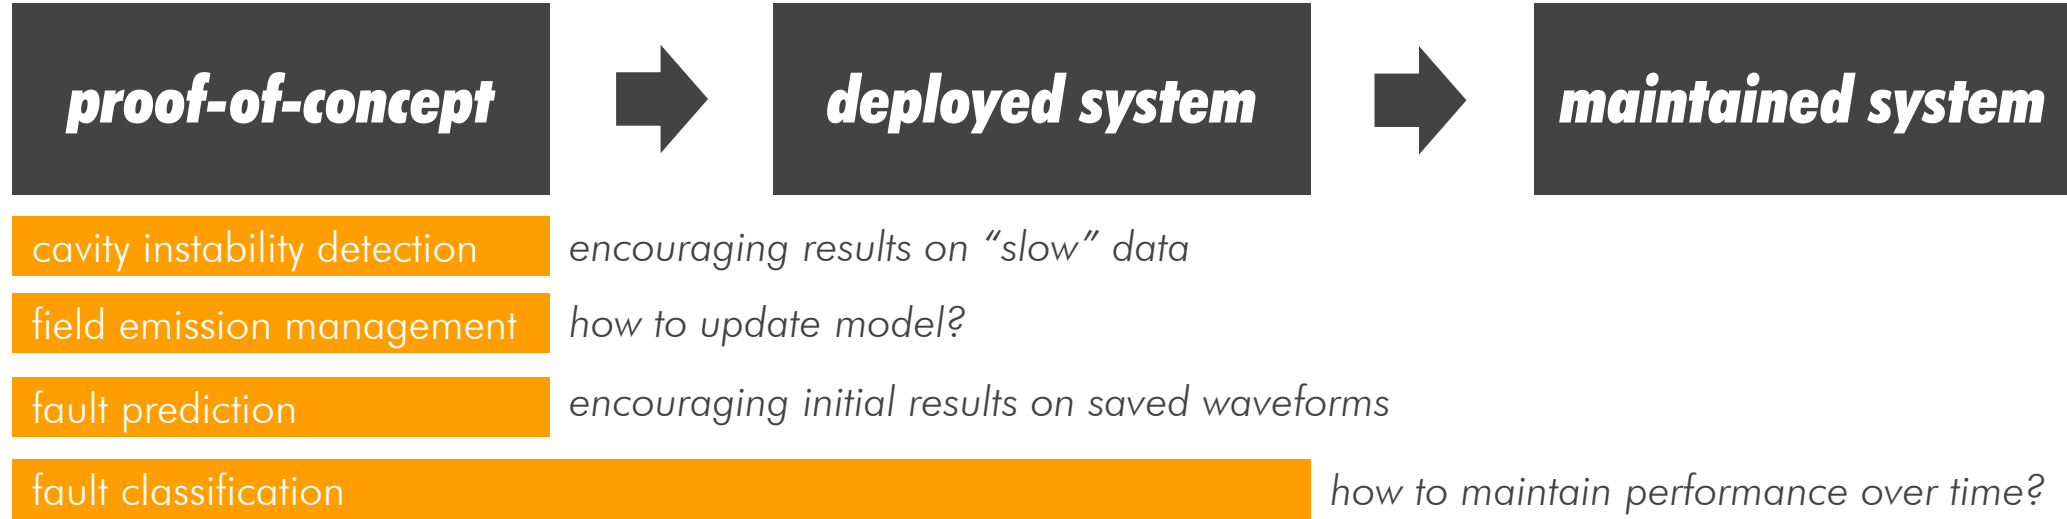 proof-of-concept
deployed system
maintained system
cavity instability detection
encouraging results on “slow” data
field emission management
how to update model?
fault prediction
encouraging initial results on saved waveforms
fault classification
how to maintain performance over time?